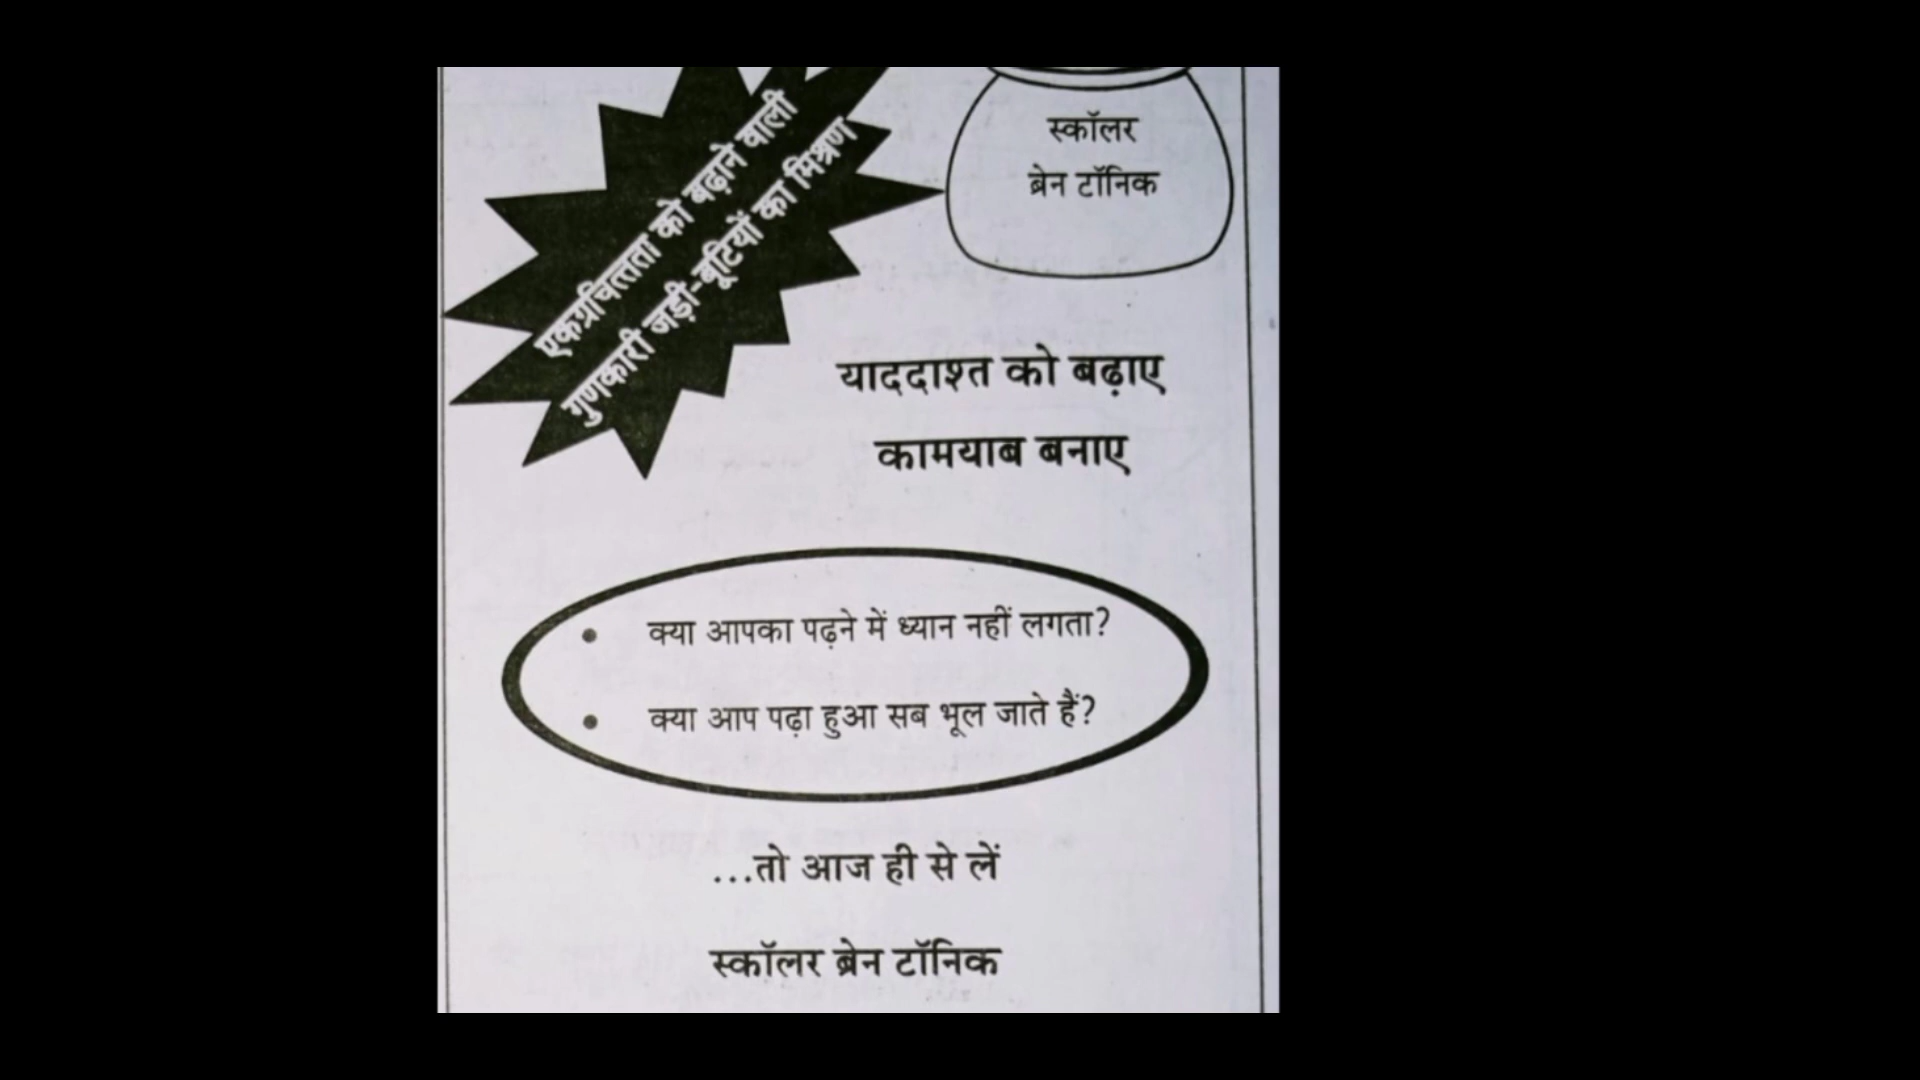 एकग्रचित्तता को बढ़ाने वाली
गुणकारी जड़ी-बूटियों का मिश्रण
स्कॉलर
ब्रेन टॉनिक
याददाश्त को बढ़ाए
कामयाब बनाए
• क्या आपका पढ़ने में ध्यान नहीं लगता?
• क्या आप पढ़ा हुआ सब भूल जाते हैं?
...तो आज ही से लें
स्कॉलर ब्रेन टॉनिक